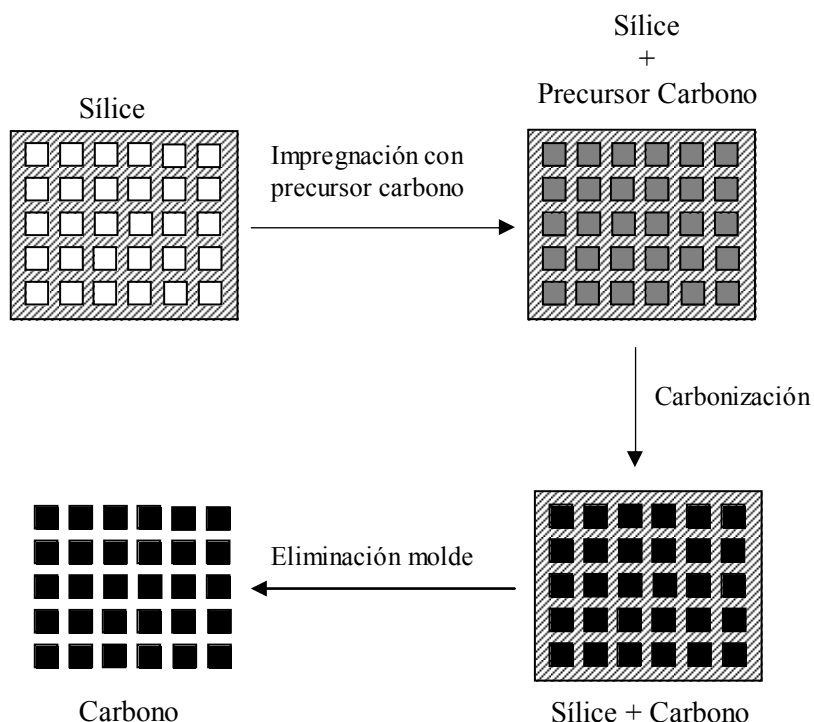 Sílice
Impregnación con
precursor carbono
Sílice
+
Precursor Carbono
Carbonización
Eliminación molde
Carbono
Sílice + Carbono